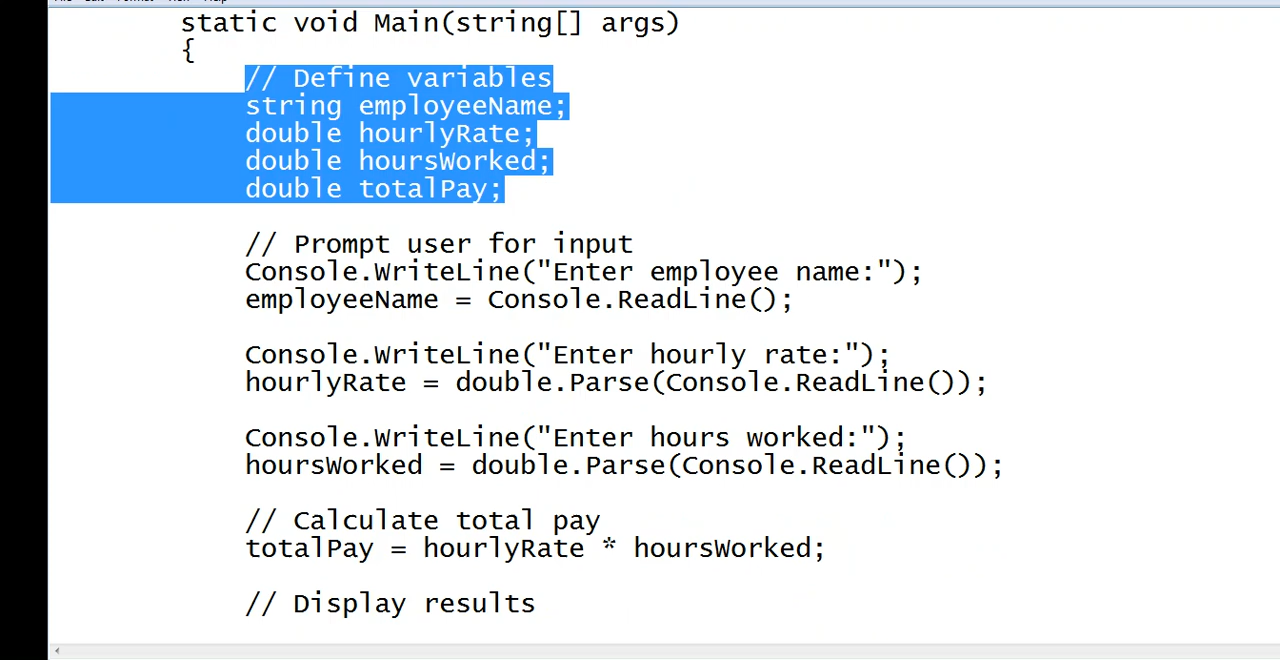 static void Main(string[] args)
{
// Define variables
string employeeName;
double hourlyRate;
double hoursWorked;
double totalPay;
// Prompt user for input
Console.WriteLine("Enter employee name:");
employeeName = Console.ReadLine();
Console.WriteLine("Enter hourly rate:");
hourlyRate = double.Parse(Console.ReadLine());
Console.WriteLine("Enter hours worked:");
hoursWorked = double.Parse(Console.ReadLine());
// Calculate total pay
totalPay = hourlyRate * hoursWorked;
// Display results